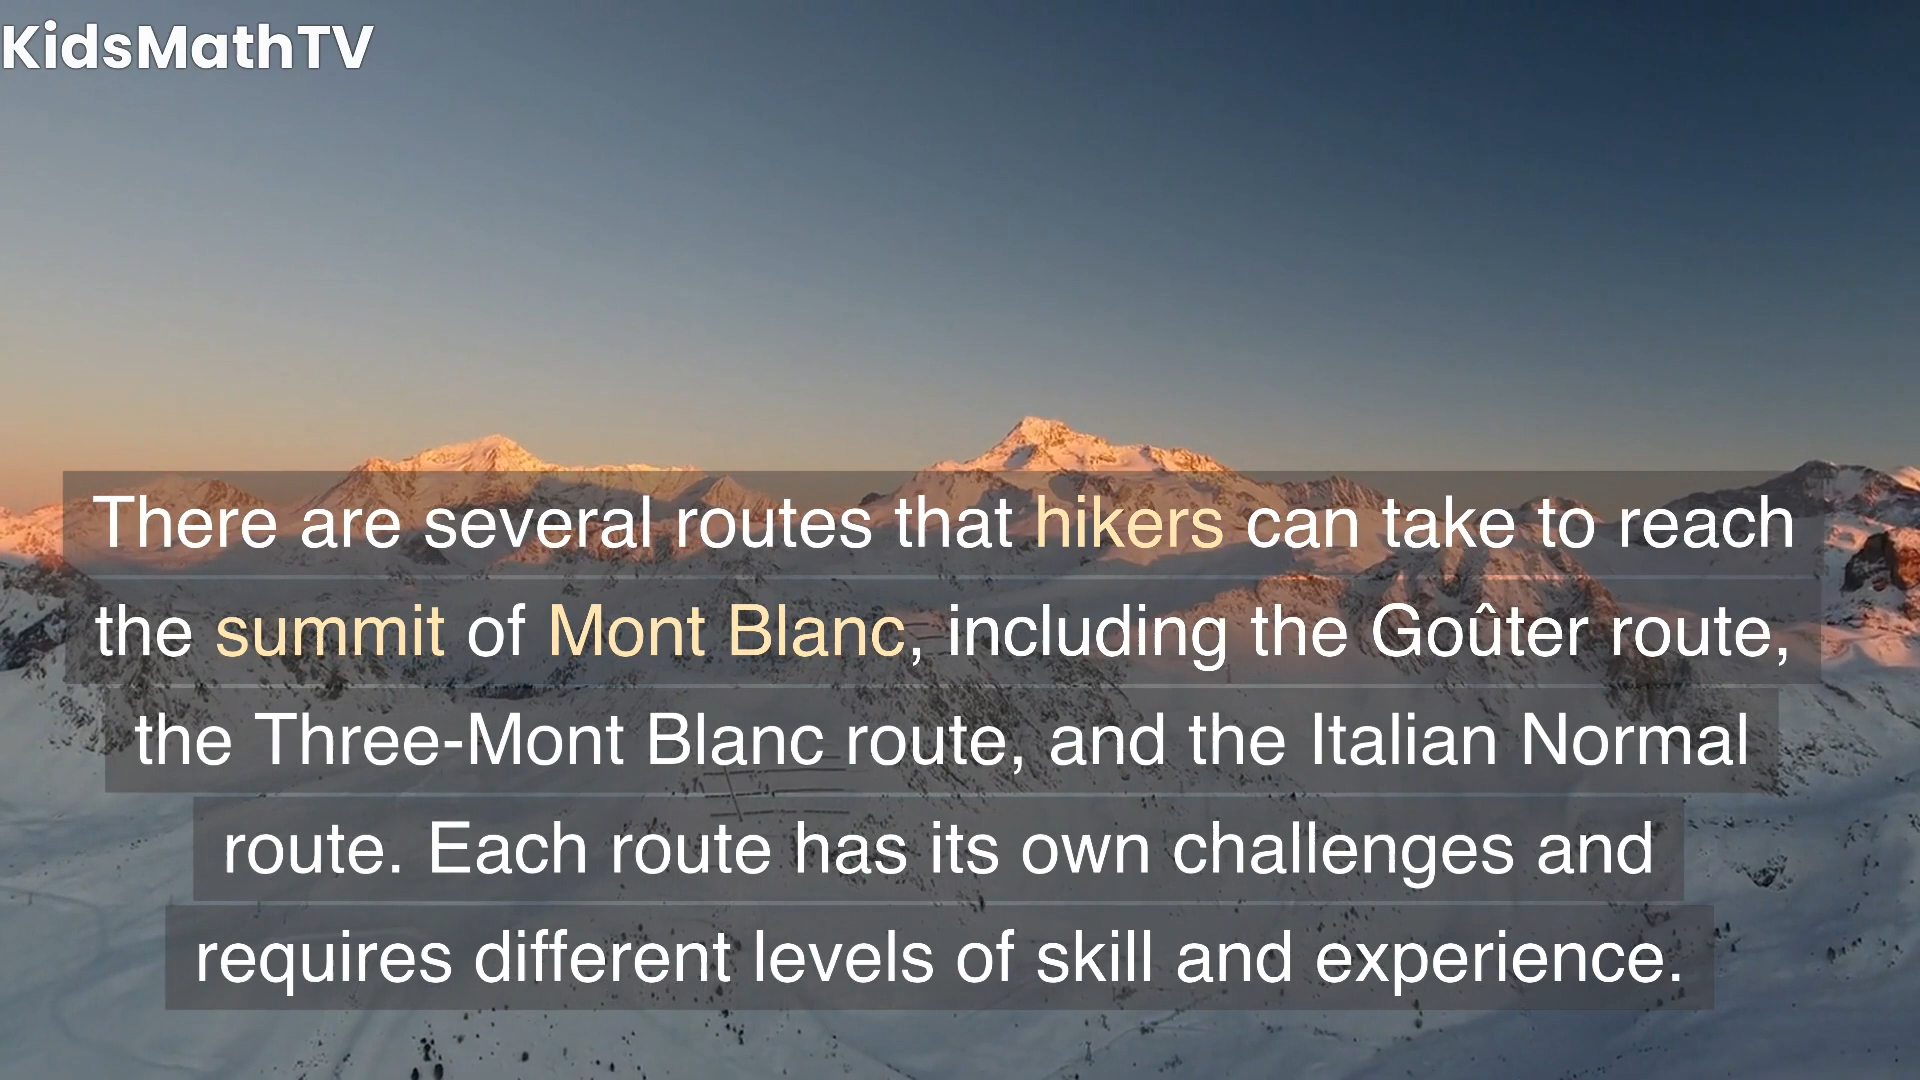 KidsMathTV
There are several routes that hikers can take to reach
the summit of Mont Blanc, including the Goûter route,
the Three-Mont Blanc route, and the Italian Normal
route. Each route has its own challenges and
requires different levels of skill and experience.